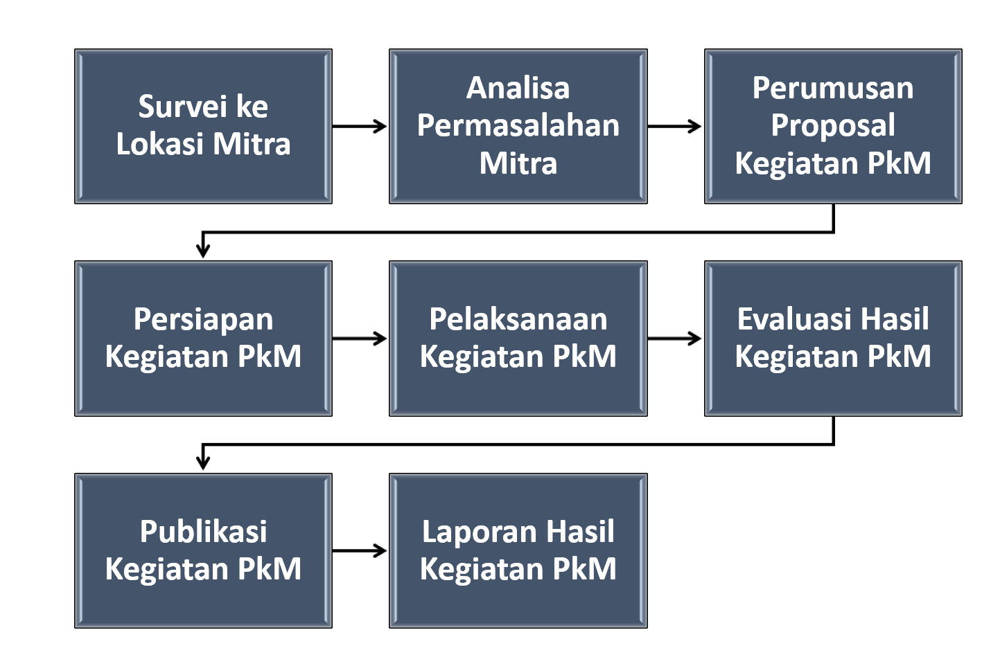 Survei ke
Lokasi Mitra
Analisa
Permasalahan
Mitra
Perumusan
Proposal
Kegiatan PkM
Persiapan
Kegiatan PkM
Pelaksanaan
Kegiatan PkM
Evaluasi Hasil
Kegiatan PkM
Publikasi
Kegiatan PkM
Laporan Hasil
Kegiatan PkM